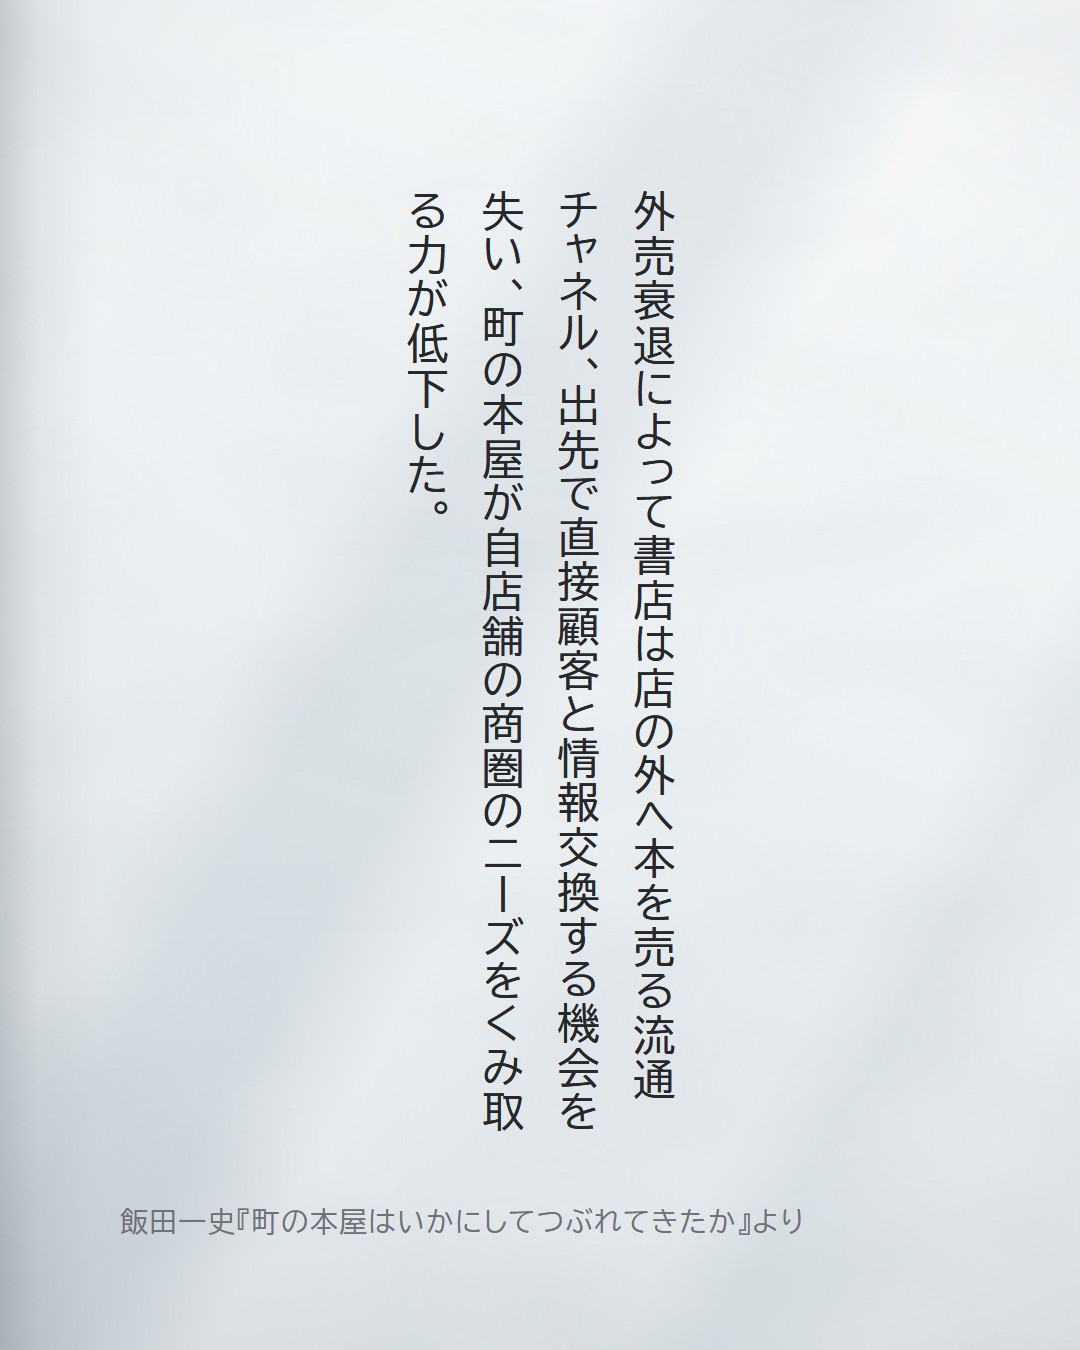 外売衰退によって書店は店の外へ本を売る流通
チャネル、出先で直接顧客と情報交換する機会を
失い、町の本屋が自店舗の商圏のニーズをくみ取
る力が低下した。
飯田一史『町の本屋はいかにしてつぶれてきたか』より